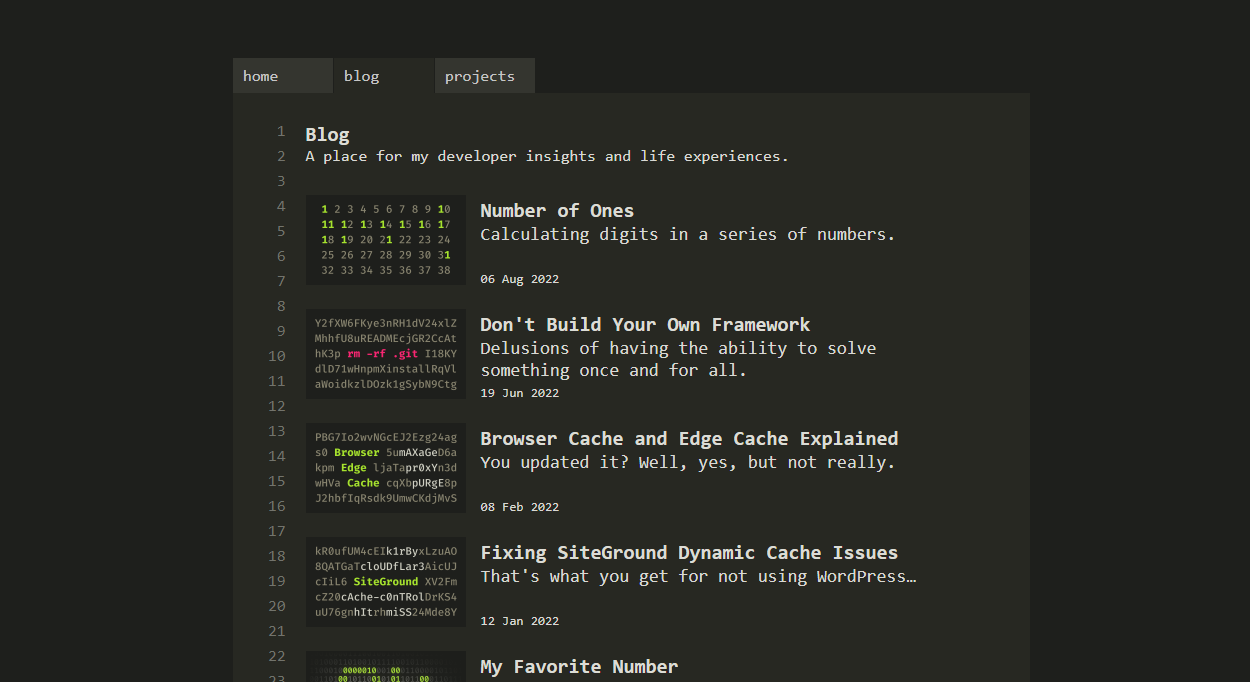 home blog projects
1 Blog
2 A place for my developer insights and life experiences.
3
4
5
6
7
8
9
10
11
12
13
14
15
16
17
18
19
20
21
22
23
1 2 3 4 5 6 7 8 9 10
11 12 13 14 15 16 17
18 19 20 21 22 23 24
25 26 27 28 29 30 31
32 33 34 35 36 37 38
Number of Ones
Calculating digits in a series of numbers.
06 Aug 2022
Y2fXW6FKye3nRH1dV24xlZ
MhhfU8uREADMEcjGR2CcAt
hK3p rm -rf .git I18KY
dlD71wHnpmXinstallRqVl
aWoidkzlDOzk1gSybN9Ctg
Don't Build Your Own Framework
Delusions of having the ability to solve
something once and for all.
19 Jun 2022
PBG7Io2wvNGcEJ2Ezg24ag
s0 Browser 5umAXaGeD6a
kpm Edge ljaTapr0xYn3d
wHVa Cache cqXbpURgE8p
J2hbfIqRsdk9UmwCKdjMvS
Browser Cache and Edge Cache Explained
You updated it? Well, yes, but not really.
08 Feb 2022
kR0ufUM4cEIk1rByxLzuAO
8QATGaTcloUDfLar3AicUJ
cIiL6 SiteGround XV2Fm
cZ20cAche-c0nTRolDrKS4
uU76gnhItrhmiSS24Mde8Y
Fixing SiteGround Dynamic Cache Issues
That's what you get for not using WordPress…
12 Jan 2022
My Favorite Number